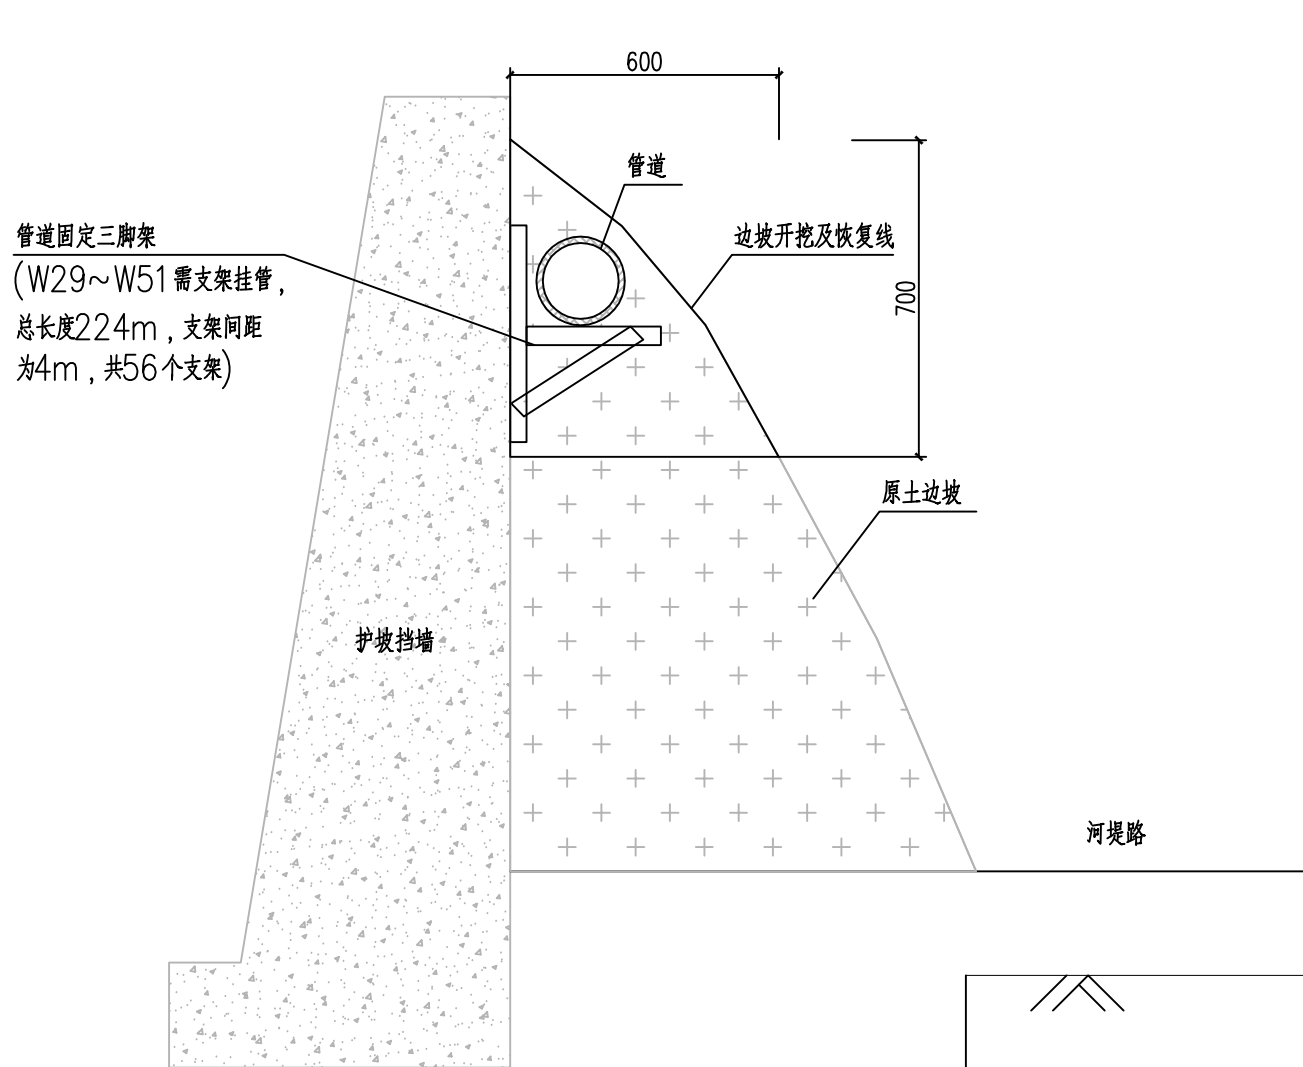 600
管道
管道固定三脚架
(W29～W51需支架挂管，
总长度224m，支架间距
为4m，共56个支架)
边坡开挖及恢复线
700
原土边坡
护坡挡墙
河堤路